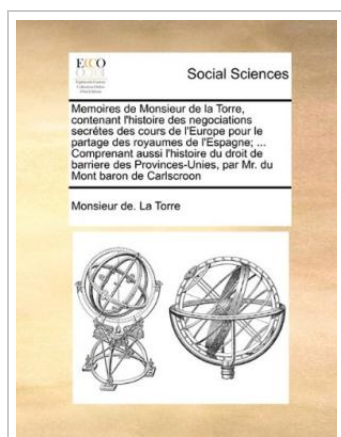 ECCO
Social Sciences
Memoires de Monsieur de la Torre,
contenant l'histoire des negociations
secrétes des cours de l'Europe pour le
partage des royaumes de l'Espagne; ...
Comprenant aussi l'histoire du droit de
barriere des Provinces-Unies, par Mr. du
Mont baron de Carlscroon
Monsieur de. La Torre